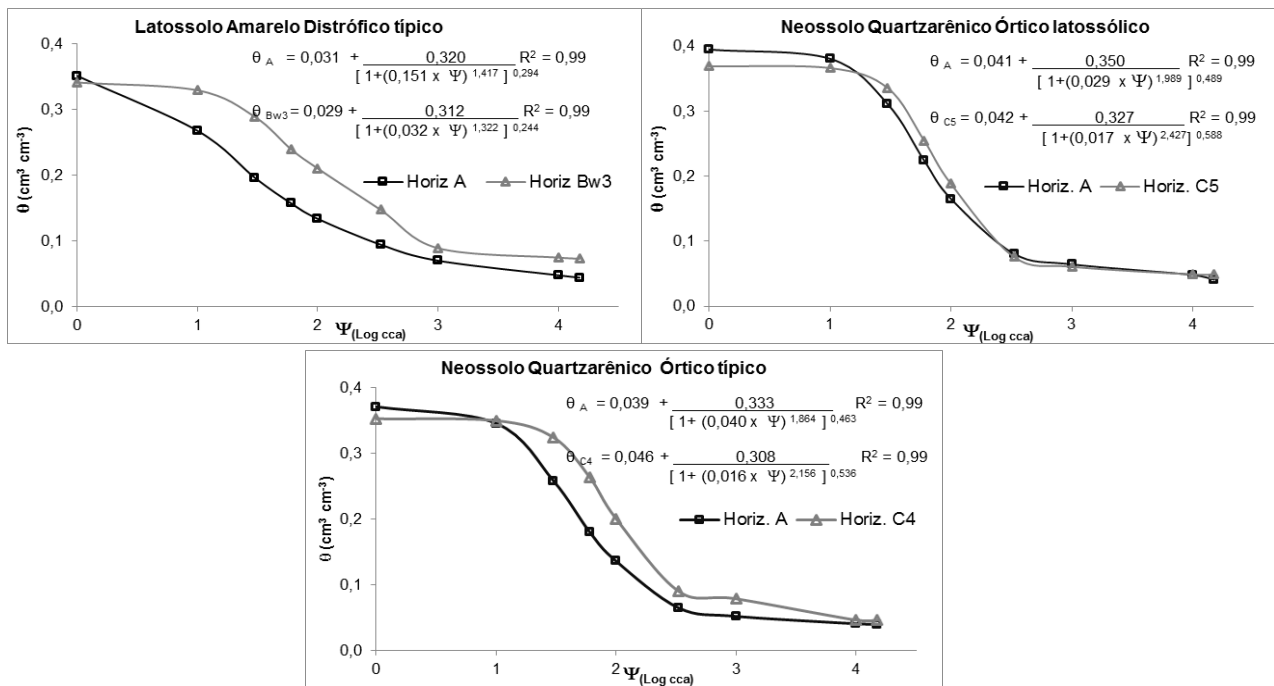 Latossolo Amarelo Distrófico típico
θ (cm³ cm⁻³)
0,4
0,3
0,2
0,1
0,0
θ A = 0,031 + 0,320 R² = 0,99
[ 1+(0,151 x Ψ) 1,417 ] 0,294
θ Bw3 = 0,029 + 0,312 R² = 0,99
[ 1+(0,032 x Ψ) 1,322 ] 0,244
Horiz A Horiz Bw3
0 1 2 3 4
Ψ(Log cca)
Neossolo Quartzarênico Órtico latossólico
θ (cm³ cm⁻³)
0,4
0,3
0,2
0,1
0,0
θ A = 0,041 + 0,350 R² = 0,99
[ 1+(0,029 x Ψ) 1,989 ] 0,489
θ C5 = 0,042 + 0,327 R² = 0,99
[1+(0,017 x Ψ) 2,427] 0,588
Horiz. A Horiz. C5
0 1 2 3 4
Ψ(Log cca)
Neossolo Quartzarênico Órtico típico
θ (cm³ cm⁻³)
0,4
0,3
0,2
0,1
0,0
θ A = 0,039 + 0,333 R² = 0,99
[ 1+ (0,040 x Ψ) 1,864 ] 0,463
θ C4 = 0,046 + 0,308 R² = 0,99
[ 1+ (0,016 x Ψ) 2,156 ] 0,536
Horiz. A Horiz. C4
0 1 2 3 4
Ψ(Log cca)